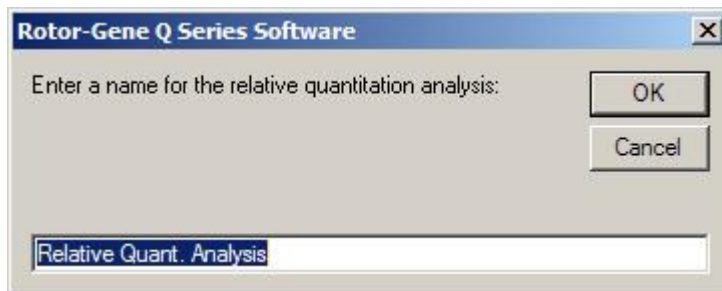 Rotor-Gene Q Series Software
Enter a name for the relative quantitation analysis:
OK
Cancel
Relative Quant. Analysis